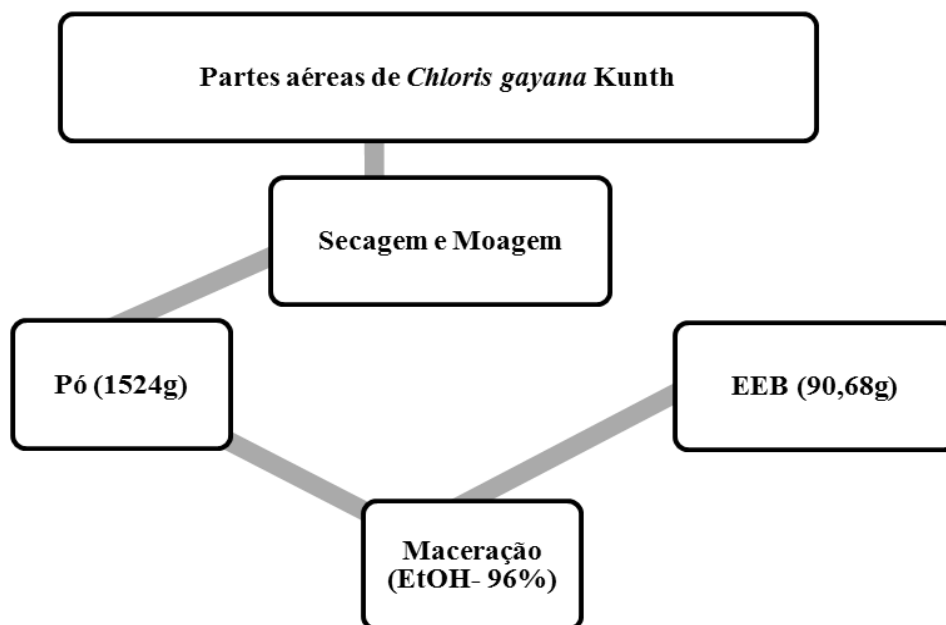 Partes aéreas de Chloris gayana Kunth
Secagem e Moagem
Pó (1524g)
EEB (90,68g)
Maceração
(EtOH- 96%)